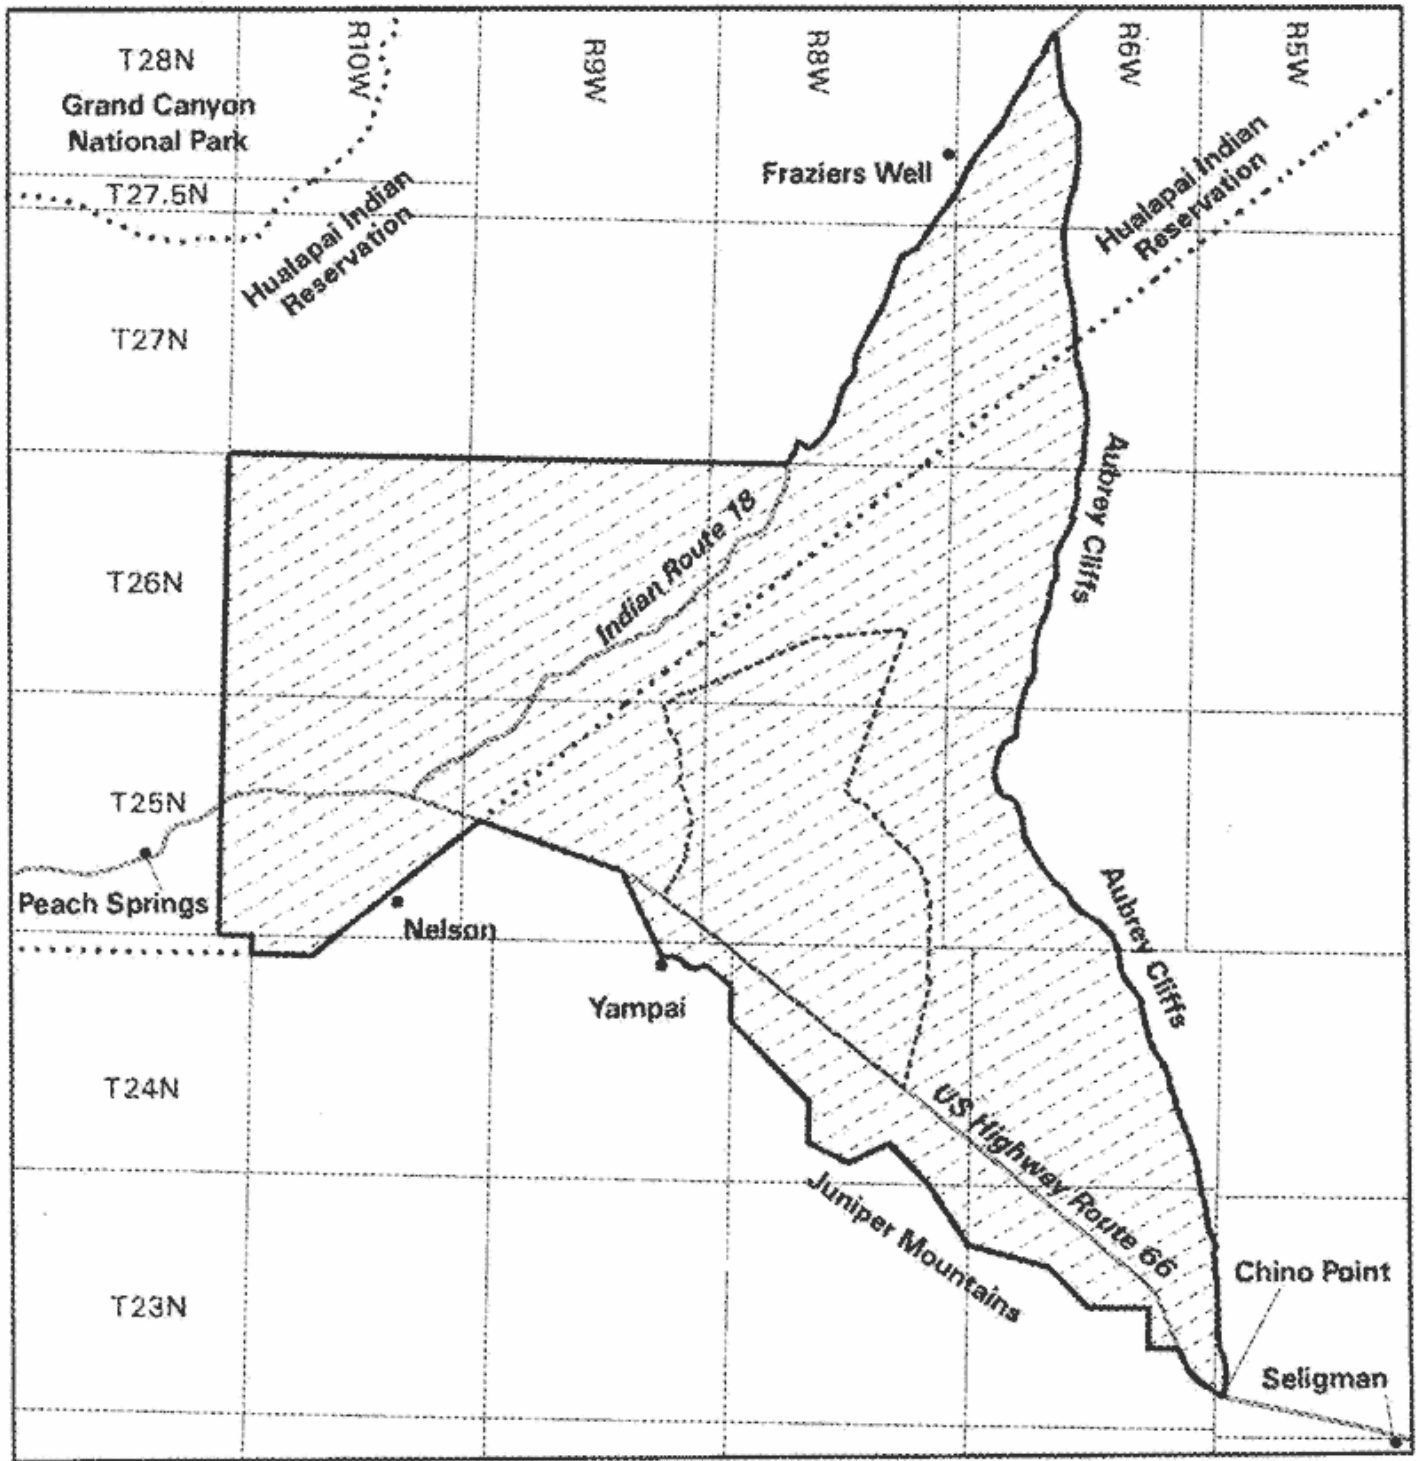 T28N
R10W
R9W
R8W
R6W
R5W
Grand Canyon
National Park
T27.5N
Fraziers Well
Hualapai Indian
Reservation
Hualapai Indian
Reservation
T27N
Aubrey Cliffs
Indian Route 18
T26N
T25N
Peach Springs
Nelson
Aubrey Cliffs
Yampai
T24N
US Highway Route 66
Juniper Mountains
T23N
Chino Point
Seligman